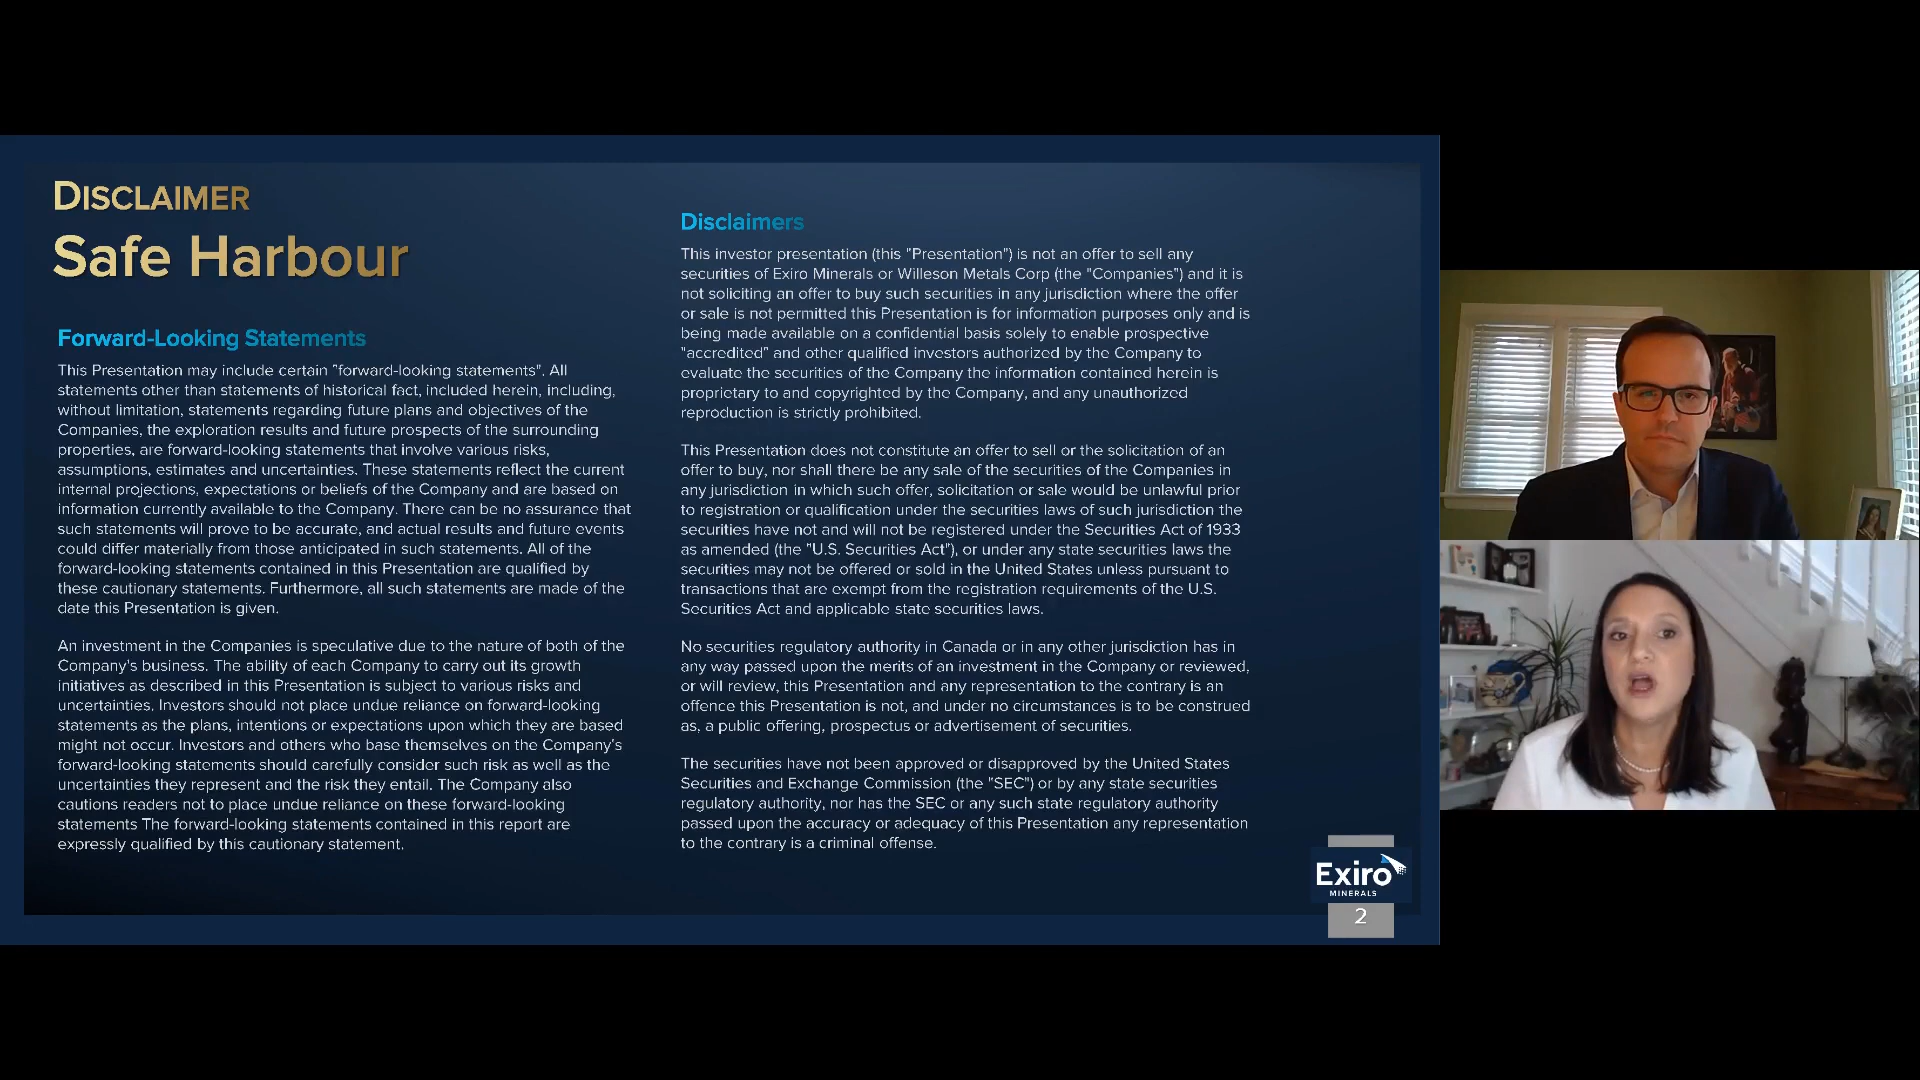 DISCLAIMER
Safe Harbour
Forward-Looking Statements
This Presentation may include certain "forward-looking statements". All
statements other than statements of historical fact, included herein, including,
without limitation, statements regarding future plans and objectives of the
Companies, the exploration results and future prospects of the surrounding
properties, are forward-looking statements that involve various risks,
assumptions, estimates and uncertainties. These statements reflect the current
internal projections, expectations or beliefs of the Company and are based on
information currently available to the Company. There can be no assurance that
such statements will prove to be accurate, and actual results and future events
could differ materially from those anticipated in such statements. All of the
forward-looking statements contained in this Presentation are qualified by
these cautionary statements. Furthermore, all such statements are made of the
date this Presentation is given.
An investment in the Companies is speculative due to the nature of both of the
Company's business. The ability of each Company to carry out its growth
initiatives as described in this Presentation is subject to various risks and
uncertainties. Investors should not place undue reliance on forward-looking
statements as the plans, intentions or expectations upon which they are based
might not occur. Investors and others who base themselves on the Company's
forward-looking statements should carefully consider such risk as well as the
uncertainties they represent and the risk they entail. The Company also
cautions readers not to place undue reliance on these forward-looking
statements The forward-looking statements contained in this report are
expressly qualified by this cautionary statement.
Disclaimers
This investor presentation (this "Presentation") is not an offer to sell any
securities of Exiro Minerals or Willeson Metals Corp (the "Companies") and it is
not soliciting an offer to buy such securities in any jurisdiction where the offer
or sale is not permitted this Presentation is for information purposes only and is
being made available on a confidential basis solely to enable prospective
"accredited" and other qualified investors authorized by the Company to
evaluate the securities of the Company the information contained herein is
proprietary to and copyrighted by the Company, and any unauthorized
reproduction is strictly prohibited.
This Presentation does not constitute an offer to sell or the solicitation of an
offer to buy, nor shall there be any sale of the securities of the Companies in
any jurisdiction in which such offer, solicitation or sale would be unlawful prior
to registration or qualification under the securities laws of such jurisdiction the
securities have not and will not be registered under the Securities Act of 1933
as amended (the "U.S. Securities Act"), or under any state securities laws the
securities may not be offered or sold in the United States unless pursuant to
transactions that are exempt from the registration requirements of the U.S.
Securities Act and applicable state securities laws.
No securities regulatory authority in Canada or in any other jurisdiction has in
any way passed upon the merits of an investment in the Company or reviewed,
or will review, this Presentation and any representation to the contrary is an
offence this Presentation is not, and under no circumstances is to be construed
as, a public offering, prospectus or advertisement of securities.
The securities have not been approved or disapproved by the United States
Securities and Exchange Commission (the "SEC") or by any state securities
regulatory authority, nor has the SEC or any such state regulatory authority
passed upon the accuracy or adequacy of this Presentation any representation
to the contrary is a criminal offense.
Exiro
MINERALS
2